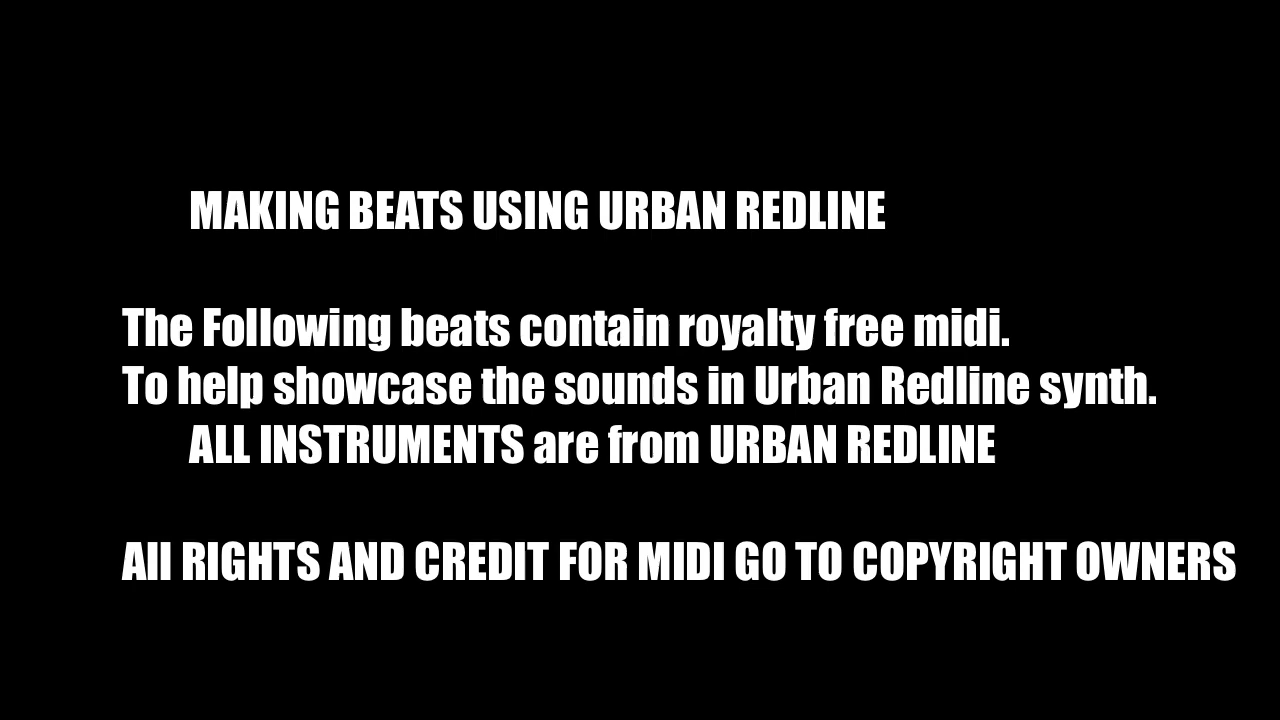 MAKING BEATS USING URBAN REDLINE
The Following beats contain royalty free midi.
To help showcase the sounds in Urban Redline synth.
ALL INSTRUMENTS are from URBAN REDLINE
All RIGHTS AND CREDIT FOR MIDI GO TO COPYRIGHT OWNERS